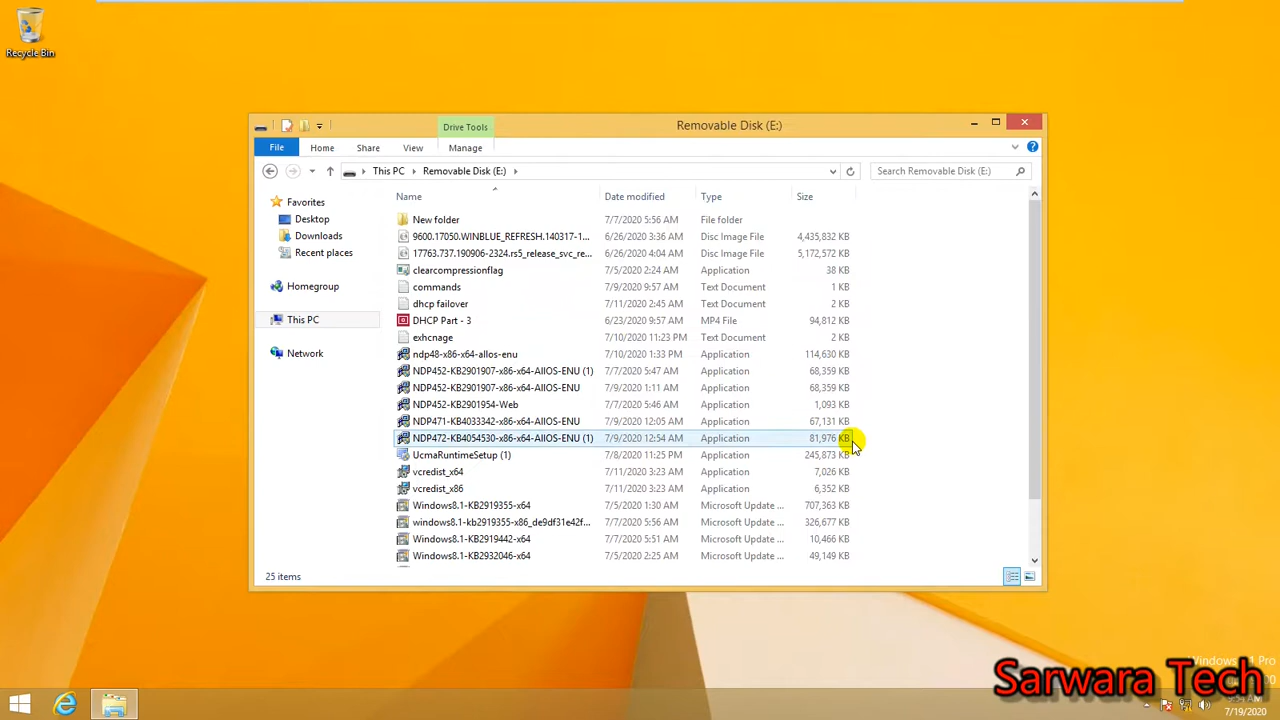 Recycle Bin
Drive Tools
Removable Disk (E:)
File Home Share View Manage
This PC Removable Disk (E:)
Search Removable Disk (E:)
Name Date modified Type Size
Favorites
Desktop
Downloads
Recent places
Homegroup
This PC
Network
New folder 7/7/2020 5:56 AM File folder
9600.17050.WINBLUE_REFRESH.140317-1... 6/26/2020 3:36 AM Disc Image File 4,435,832 KB
17763.737.190906-2324.rs5_release_svc_re... 6/26/2020 4:04 AM Disc Image File 5,172,572 KB
clearcompressionflag 7/5/2020 2:24 AM Application 38 KB
commands 7/9/2020 9:57 AM Text Document 1 KB
dhcp failover 7/11/2020 2:45 AM Text Document 2 KB
DHCP Part - 3 6/23/2020 9:57 AM MP4 File 94,812 KB
exhcnage 7/10/2020 11:23 PM Text Document 2 KB
ndp48-x86-x64-allos-enu 7/10/2020 1:33 PM Application 114,630 KB
NDP452-KB2901907-x86-x64-AllOS-ENU (1) 7/7/2020 5:47 AM Application 68,359 KB
NDP452-KB2901907-x86-x64-AllOS-ENU 7/9/2020 1:11 AM Application 68,359 KB
NDP452-KB2901954-Web 7/7/2020 5:46 AM Application 1,093 KB
NDP471-KB4033342-x86-x64-AllOS-ENU 7/9/2020 12:05 AM Application 67,131 KB
NDP472-KB4054530-x86-x64-AllOS-ENU (1) 7/9/2020 12:54 AM Application 81,976 KB
UcmaRuntimeSetup (1) 7/8/2020 11:25 PM Application 245,873 KB
vcredist_x64 7/11/2020 3:23 AM Application 7,026 KB
vcredist_x86 7/11/2020 3:23 AM Application 6,352 KB
Windows8.1-KB2919355-x64 7/5/2020 1:30 AM Microsoft Update ... 707,363 KB
windows8.1-kb2919355-x86_de9df31e42f... 7/7/2020 5:56 AM Microsoft Update ... 326,677 KB
Windows8.1-KB2919442-x64 7/7/2020 5:51 AM Microsoft Update ... 10,466 KB
Windows8.1-KB2932046-x64 7/5/2020 2:25 AM Microsoft Update ... 49,149 KB
25 items
Pro
Sarwara Tech
7/19/2020